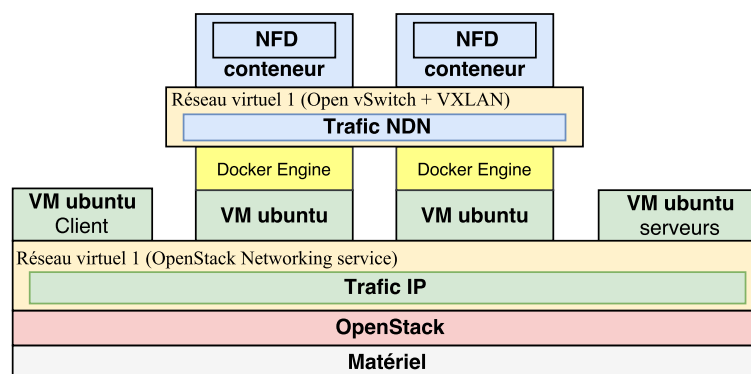 NFD
conteneur
NFD
conteneur
Réseau virtuel 1 (Open vSwitch + VXLAN)
Trafic NDN
Docker Engine
Docker Engine
VM ubuntu
Client
VM ubuntu
VM ubuntu
VM ubuntu
serveurs
Réseau virtuel 1 (OpenStack Networking service)
Trafic IP
OpenStack
Matériel